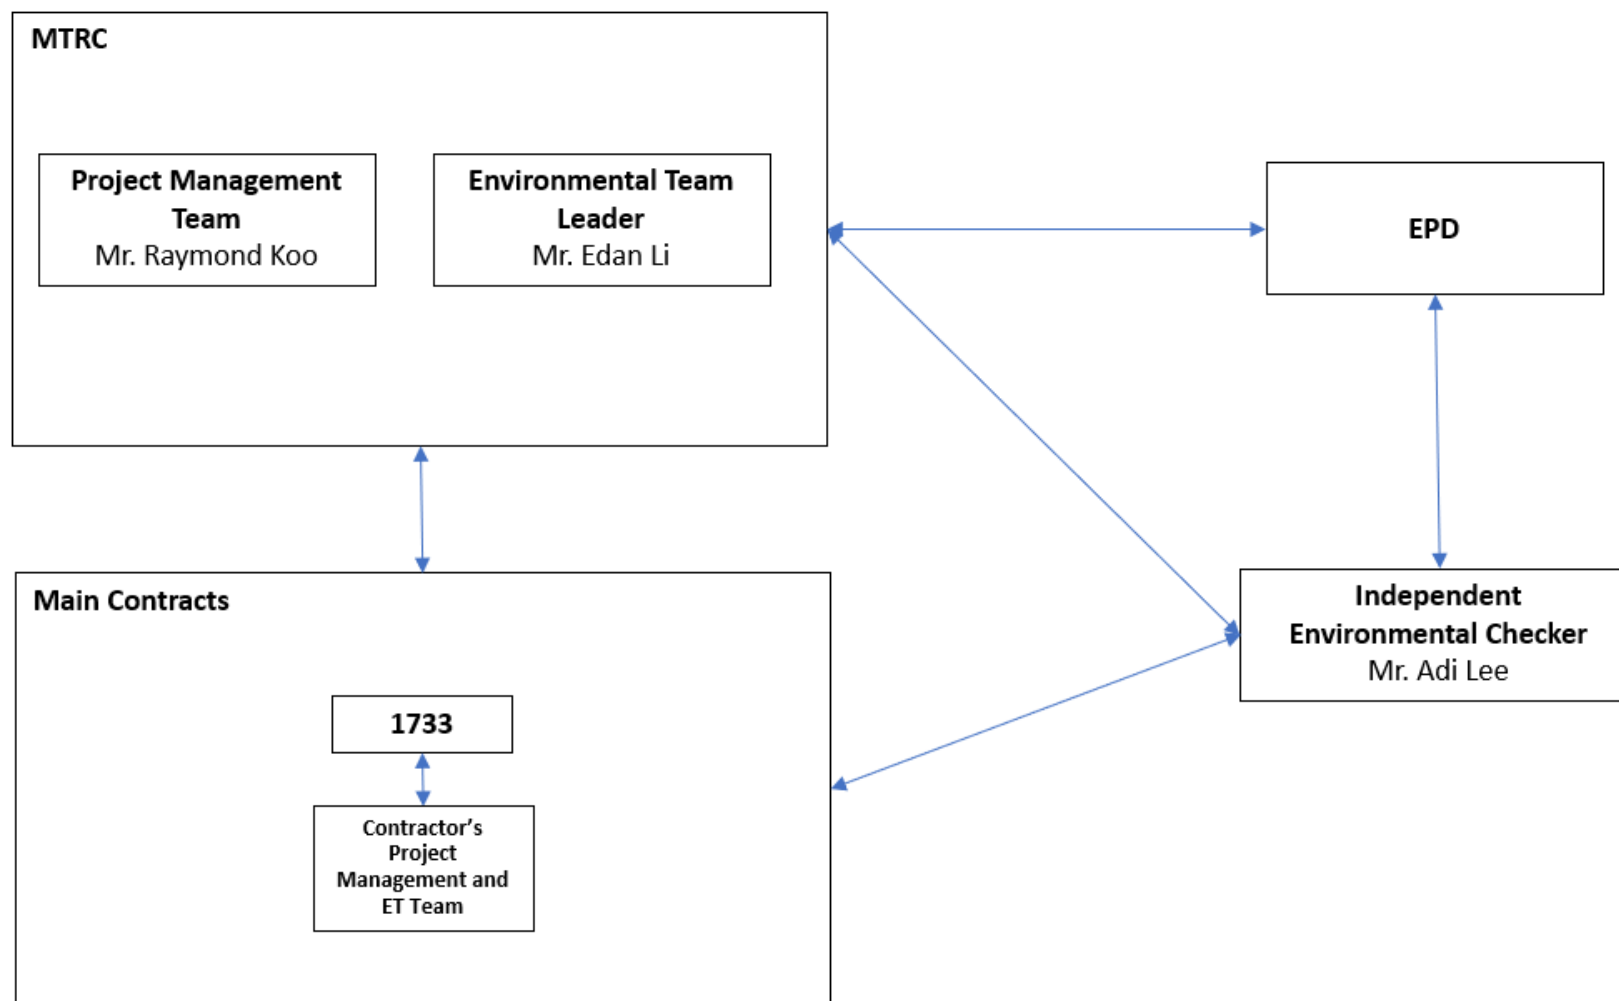 MTRC
Project Management
Team
Mr. Raymond Koo
Environmental Team
Leader
Mr. Edan Li
EPD
Main Contracts
1733
Contractor’s
Project
Management and
ET Team
Independent
Environmental Checker
Mr. Adi Lee